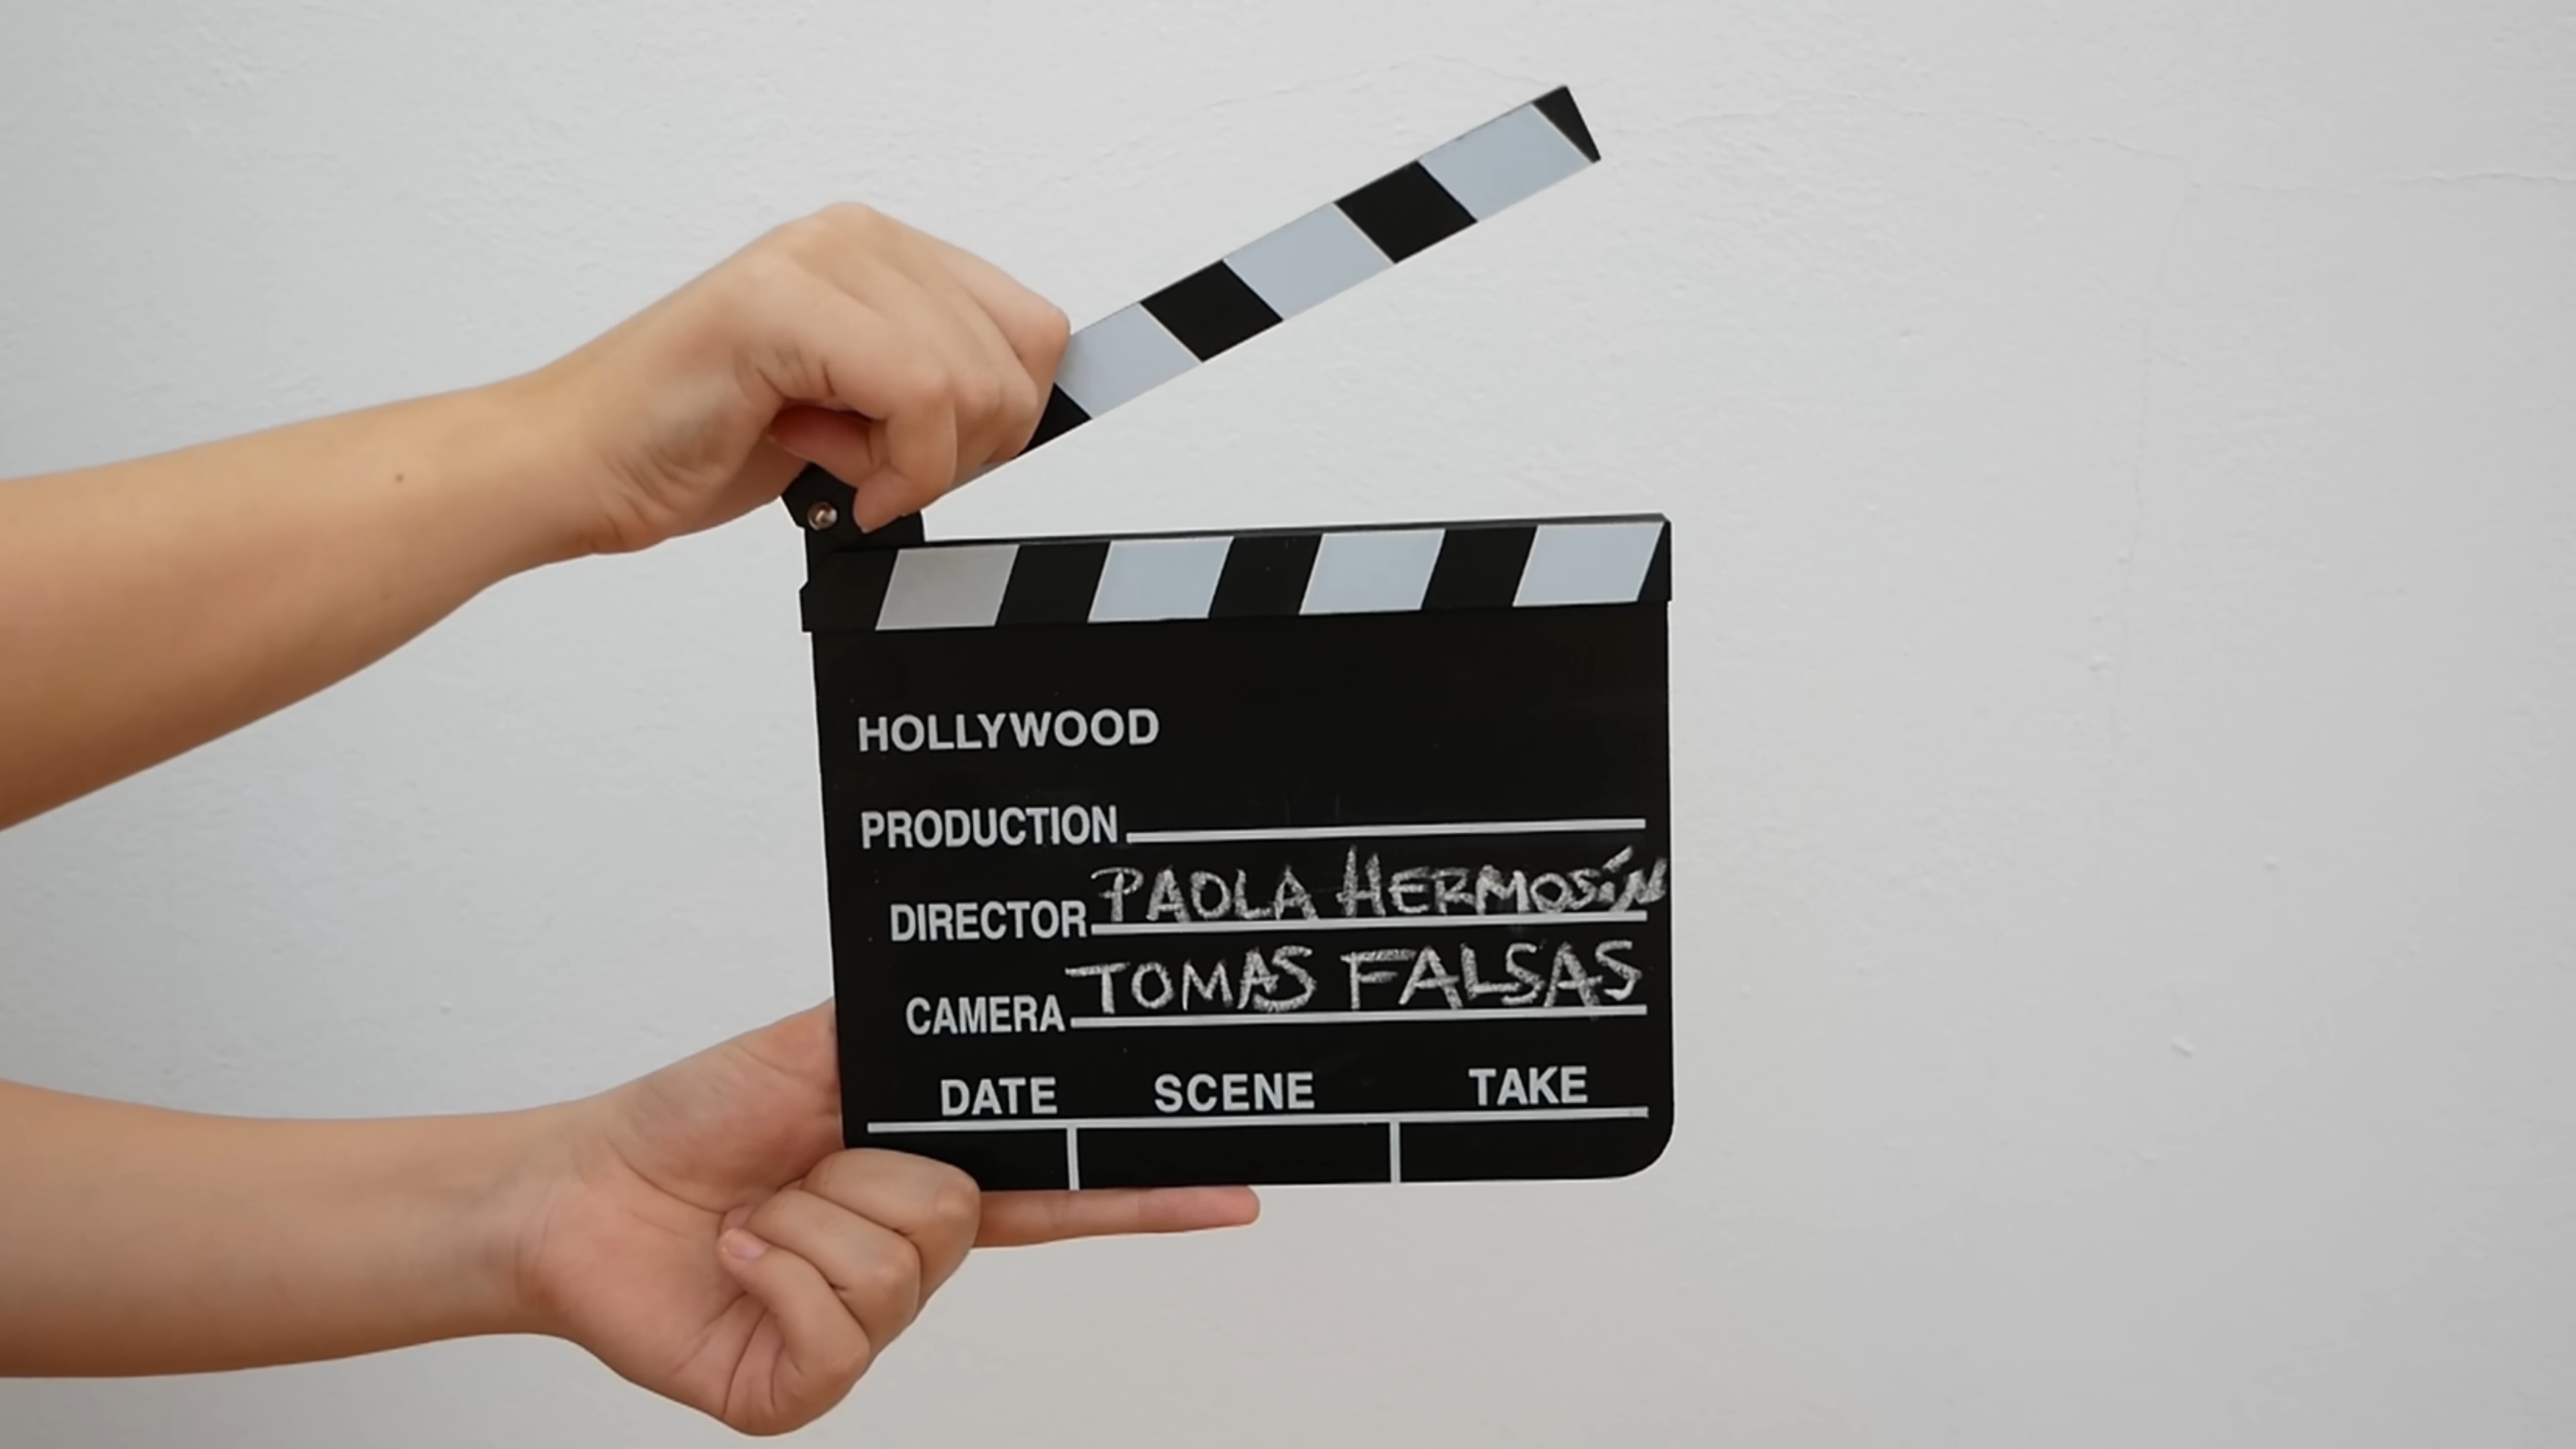 HOLLYWOOD
PRODUCTION
DIRECTOR PAOLA HERMOSíN
CAMERA TOMAS FALSAS
DATE SCENE TAKE